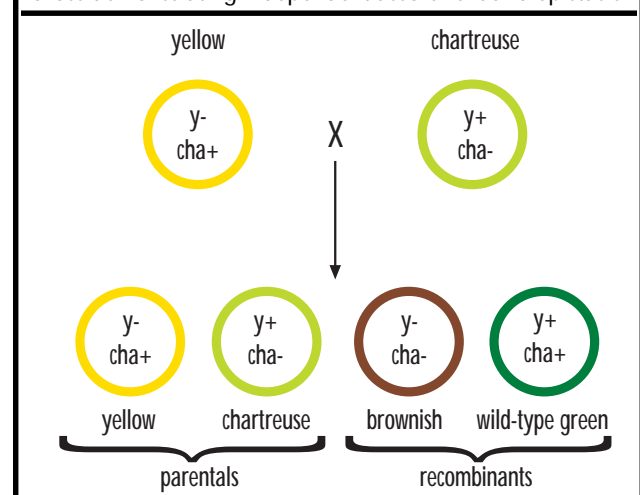 yellow chartreuse
y- y+
cha+ X cha-
y- y+ y- y+
cha+ cha- cha- cha+
yellow chartreuse brownish wild-type green
parentals recombinants